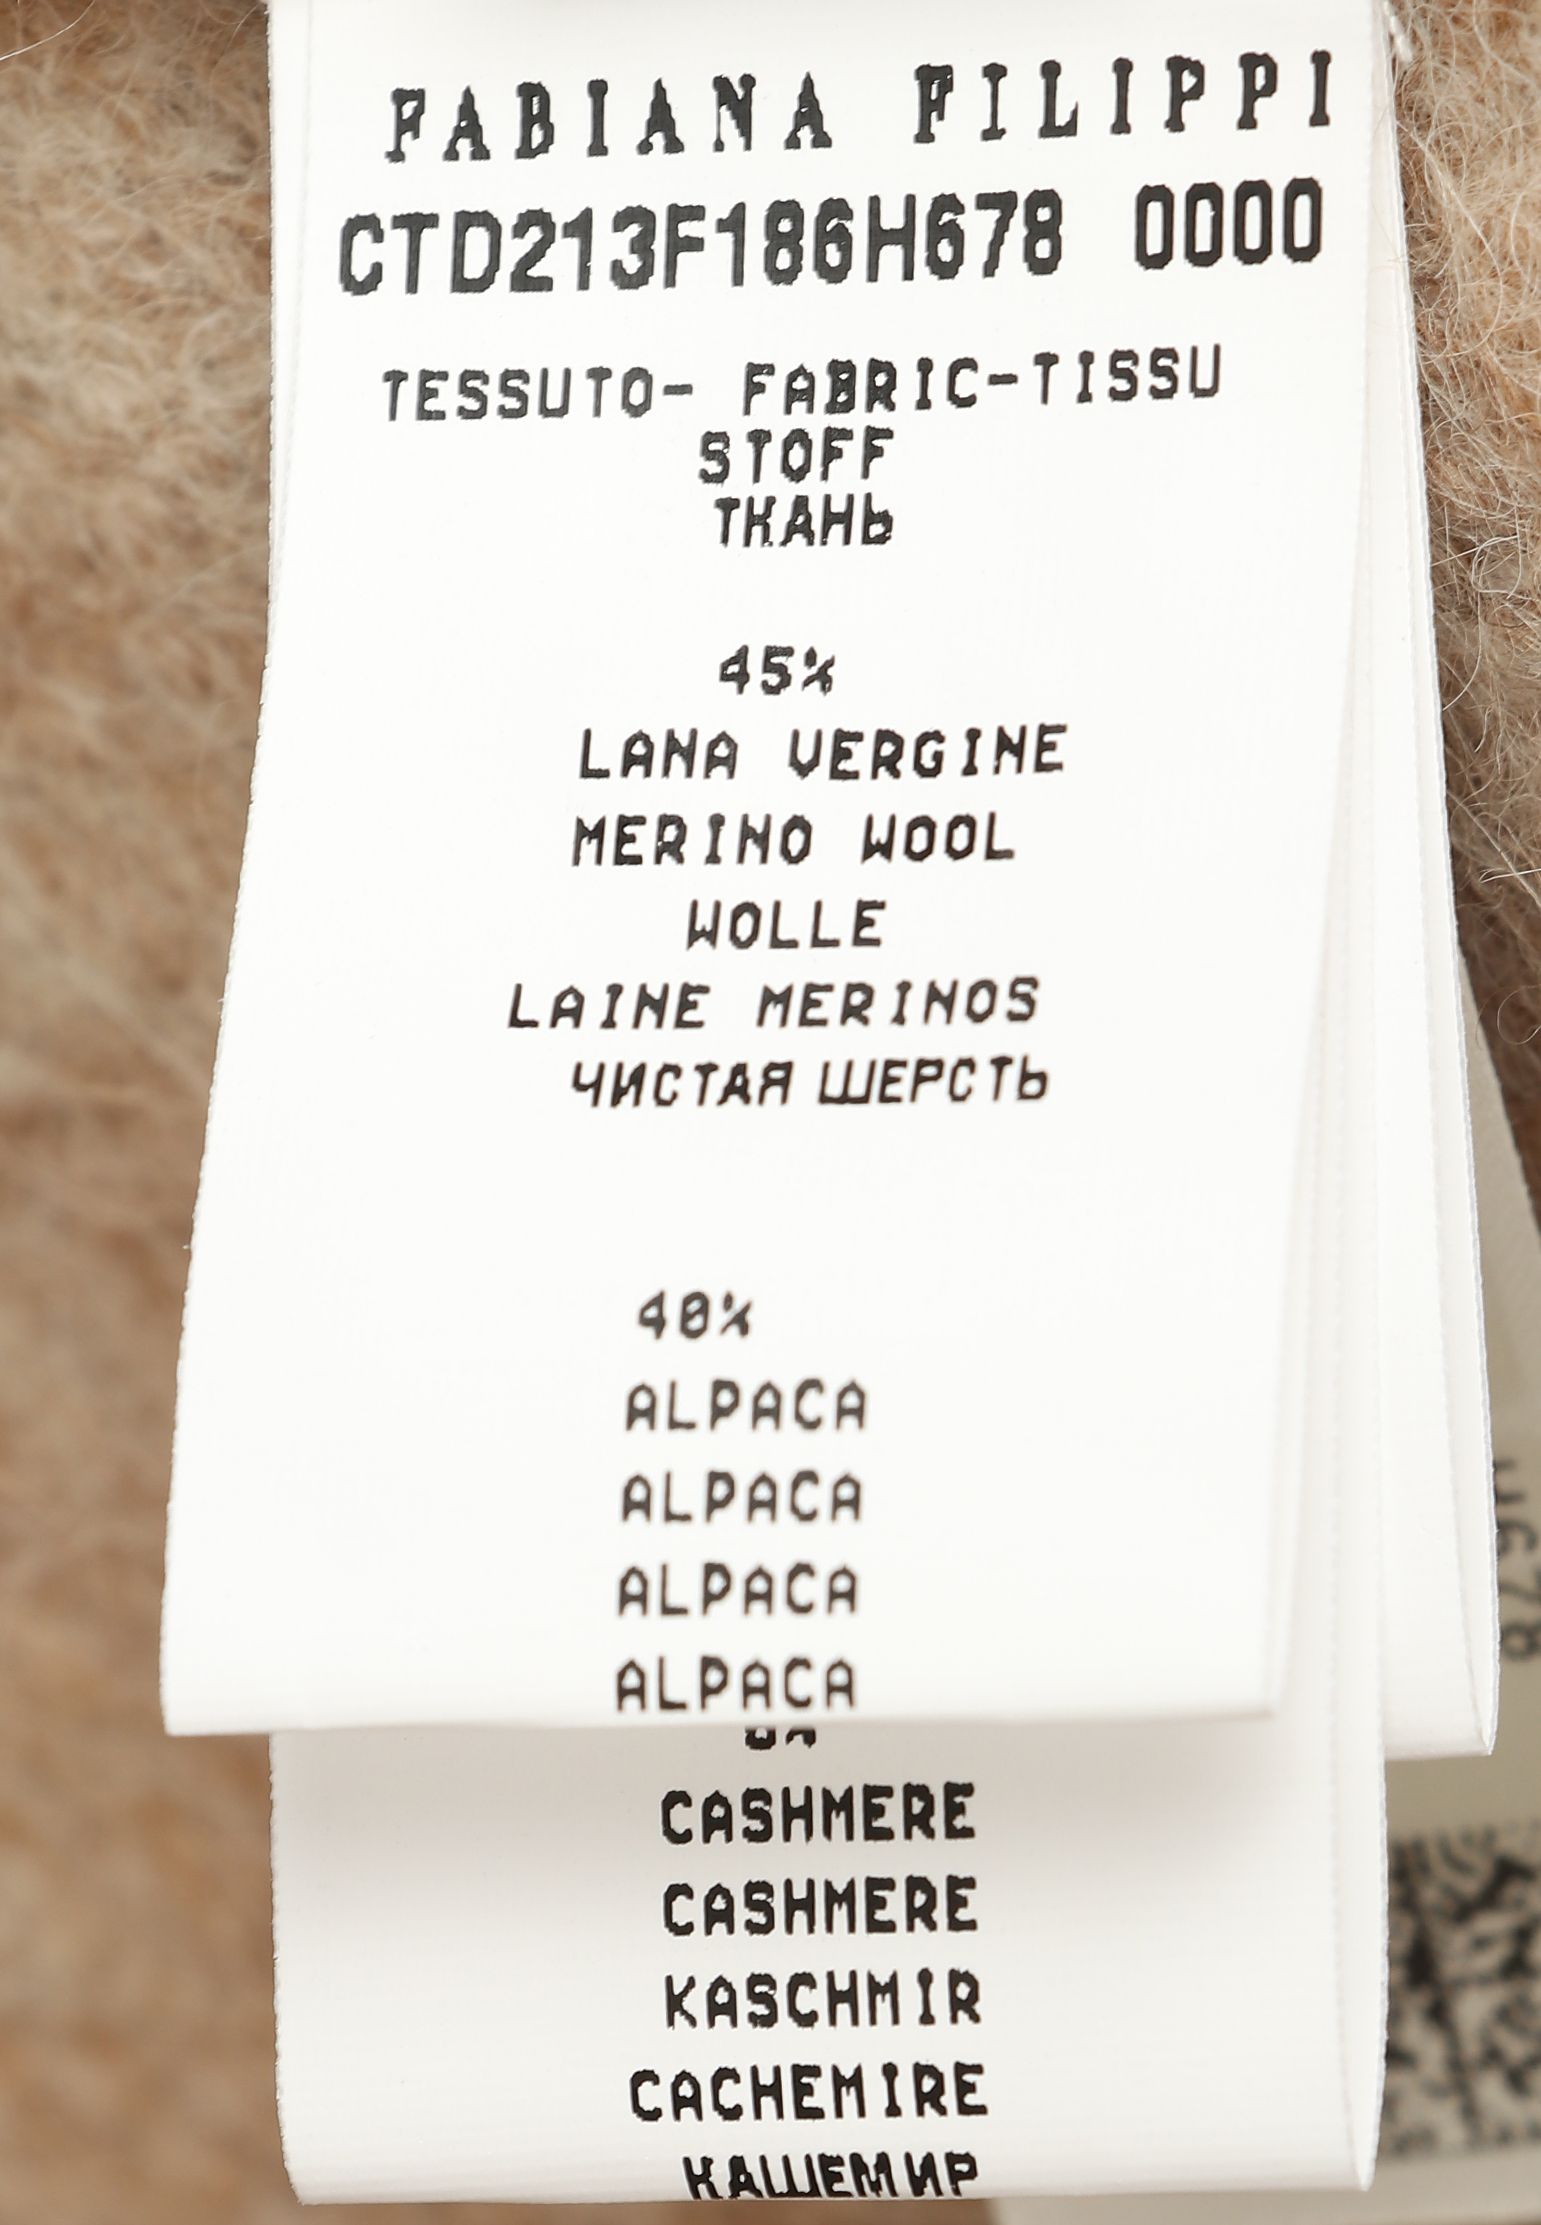 FABIANA FILIPPI
CTD213F186H678 0000
TESSUTO- FABRIC-TISSU
STOFF
ТКАНЬ
45%
LANA VERGINE
MERINO WOOL
WOLLE
LAINE MERINOS
ЧИСТАЯ ШЕРСТЬ
40%
ALPACA
ALPACA
ALPACA
ALPACA
CASHMERE
CASHMERE
KASCHMIR
CACHEMIRE
КАШЕМИР